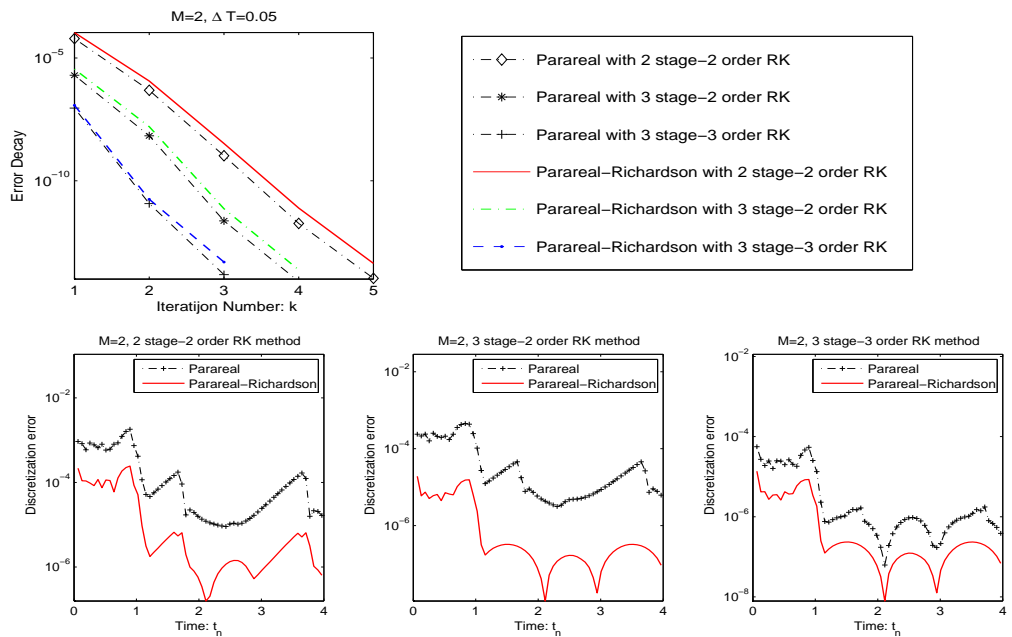 M=2, Δ T=0.05
10^-5
10^-10
Error Decay
1 2 3 4 5
Iteratijon Number: k
Parareal with 2 stage−2 order RK
Parareal with 3 stage−2 order RK
Parareal with 3 stage−3 order RK
Parareal−Richardson with 2 stage−2 order RK
Parareal−Richardson with 3 stage−2 order RK
Parareal−Richardson with 3 stage−3 order RK
M=2, 2 stage−2 order RK method
Parareal
Parareal−Richardson
10^-2
10^-4
10^-6
Discretization error
0 1 2 3 4
Time: t_n
M=2, 3 stage−2 order RK method
Parareal
Parareal−Richardson
10^-2
10^-4
10^-6
Discretization error
0 1 2 3 4
Time: t_n
M=2, 3 stage−3 order RK method
Parareal
Parareal−Richardson
10^-2
10^-4
10^-6
10^-8
Discretization error
0 1 2 3 4
Time: t_n